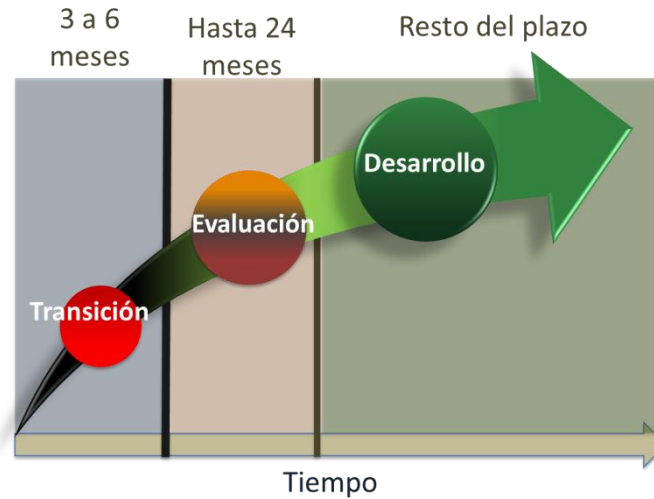 3 a 6
meses
Hasta 24
meses
Resto del plazo
Transición
Evaluación
Desarrollo
Tiempo